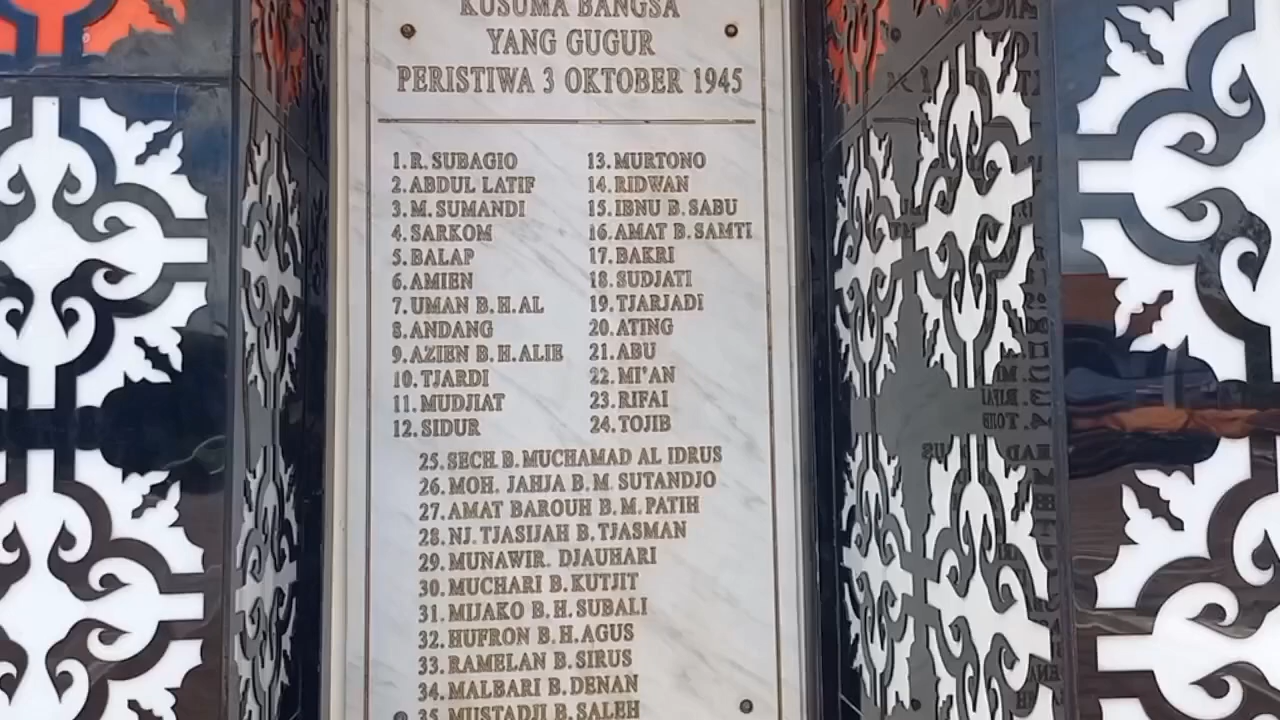 KUSUMA BANGSA
YANG GUGUR
PERISTIWA 3 OKTOBER 1945
1. R. SUBAGIO
2. ABDUL LATIF
3. M. SUMANDI
4. SARKOM
5. BALAP
6. AMIEN
7. UMAN B. H. AL
8. ANDANG
9. AZIEN B. H. ALIE
10. TJARDI
11. MUDJIAT
12. SIDUR
13. MURTONO
14. RIDWAN
15. IBNU B. SABU
16. AMAT B. SAMTI
17. BAKRI
18. SUDJATI
19. TJARJADI
20. ATING
21. ABU
22. MI'AN
23. RIFAI
24. TOJIB
25. SECH. B. MUCHAMAD AL IDRUS
26. MOH. JAHJA B. M. SUTANDJO
27. AMAT BAROUH B. M. PATIH
28. NJ. TJASIJAH B. TJASMAN
29. MUNAWIR. DJAUHARI
30. MUCHARI B. KUTJIT
31. MIJAKO B. H. SUBALI
32. HUFRON B. H. AGUS
33. RAMELAN B. SIRUS
34. MALBARI B. DENAN
35. MUSTADJI B. SALEH